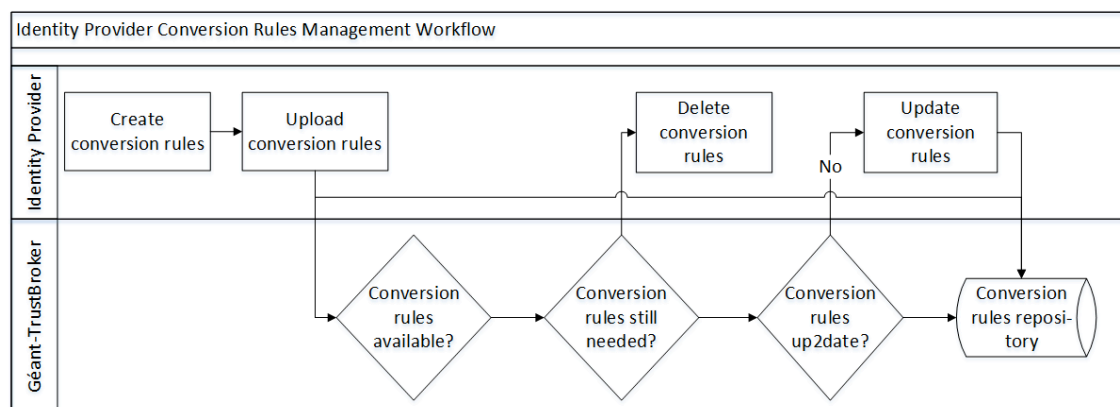 Identity Provider Conversion Rules Management Workflow
Identity Provider
Create
conversion rules
Upload
conversion rules
Delete
conversion
rules
No
Update
conversion
rules
Géant-TrustBroker
Conversion
rules
available?
Conversion
rules still
needed?
Conversion
rules
up2date?
Conversion
rules reposi-
tory